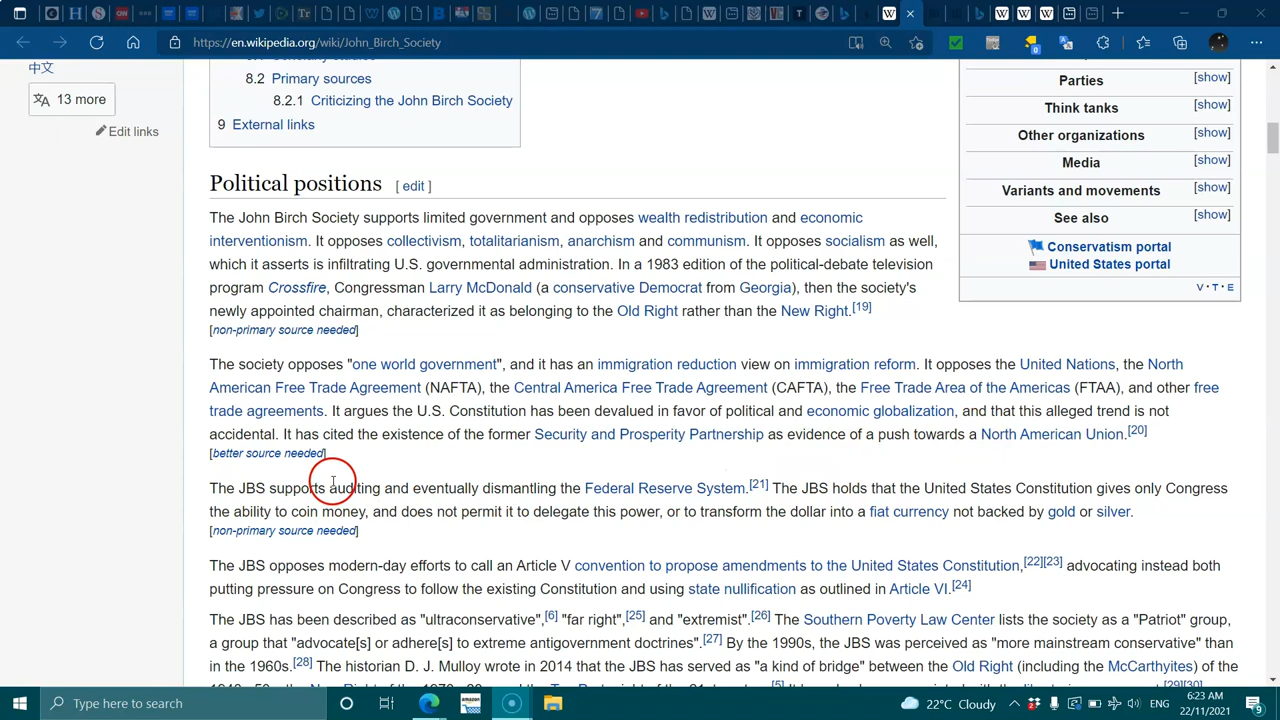 https://en.wikipedia.org/wiki/John_Birch_Society
中文
13 more
Edit links
8.2 Primary sources
8.2.1 Criticizing the John Birch Society
9 External links
Parties [show]
Think tanks [show]
Other organizations [show]
Media [show]
Variants and movements [show]
See also [show]
Conservatism portal
United States portal
V · T · E
Political positions [ edit ]
The John Birch Society supports limited government and opposes wealth redistribution and economic
interventionism. It opposes collectivism, totalitarianism, anarchism and communism. It opposes socialism as well,
which it asserts is infiltrating U.S. governmental administration. In a 1983 edition of the political-debate television
program Crossfire, Congressman Larry McDonald (a conservative Democrat from Georgia), then the society's
newly appointed chairman, characterized it as belonging to the Old Right rather than the New Right.[19]
[non-primary source needed]
The society opposes "one world government", and it has an immigration reduction view on immigration reform. It opposes the United Nations, the North
American Free Trade Agreement (NAFTA), the Central America Free Trade Agreement (CAFTA), the Free Trade Area of the Americas (FTAA), and other free
trade agreements. It argues the U.S. Constitution has been devalued in favor of political and economic globalization, and that this alleged trend is not
accidental. It has cited the existence of the former Security and Prosperity Partnership as evidence of a push towards a North American Union.[20]
[better source needed]
The JBS supports auditing and eventually dismantling the Federal Reserve System.[21] The JBS holds that the United States Constitution gives only Congress
the ability to coin money, and does not permit it to delegate this power, or to transform the dollar into a fiat currency not backed by gold or silver.
[non-primary source needed]
The JBS opposes modern-day efforts to call an Article V convention to propose amendments to the United States Constitution,[22][23] advocating instead both
putting pressure on Congress to follow the existing Constitution and using state nullification as outlined in Article VI.[24]
The JBS has been described as "ultraconservative",[6] "far right",[25] and "extremist".[26] The Southern Poverty Law Center lists the society as a "Patriot" group,
a group that "advocate[s] or adhere[s] to extreme antigovernment doctrines".[27] By the 1990s, the JBS was perceived as "more mainstream conservative" than
in the 1960s.[28] The historian D. J. Mulloy wrote in 2014 that the JBS has served as "a kind of bridge" between the Old Right (including the McCarthyites) of the
Type here to search
22°C Cloudy
ENG
6:23 AM
22/11/2021